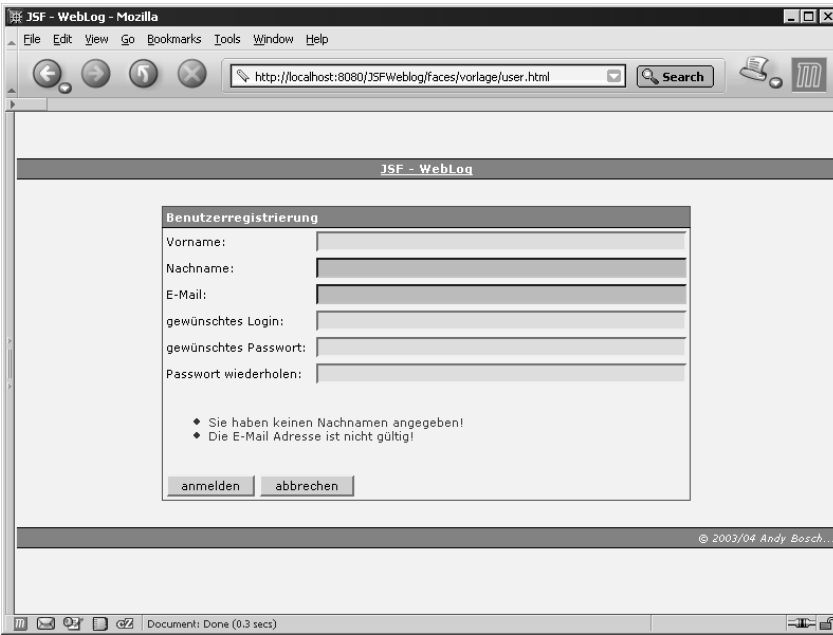 JSF - WebLog - Mozilla
File Edit View Go Bookmarks Tools Window Help
http://localhost:8080/JSFWeblog/faces/vorlage/user.html Search
JSF - WebLog
Benutzerregistrierung
Vorname:
Nachname:
E-Mail:
gewünschtes Login:
gewünschtes Passwort:
Passwort wiederholen:
Sie haben keinen Nachnamen angegeben!
Die E-Mail Adresse ist nicht gültig!
anmelden abbrechen
© 2003/04 Andy Bosch...
Document: Done (0.3 secs)